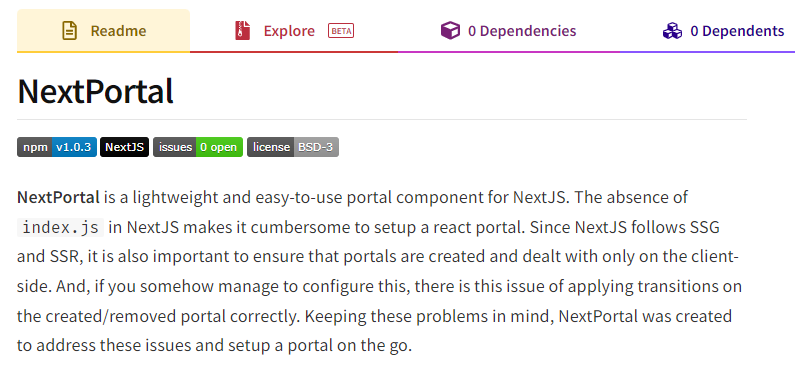 Readme Explore BETA 0 Dependencies 0 Dependents
NextPortal
npm v1.0.3 NextJS issues 0 open license BSD-3
NextPortal is a lightweight and easy-to-use portal component for NextJS. The absence of
index.js in NextJS makes it cumbersome to setup a react portal. Since NextJS follows SSG
and SSR, it is also important to ensure that portals are created and dealt with only on the client-
side. And, if you somehow manage to configure this, there is this issue of applying transitions on
the created/removed portal correctly. Keeping these problems in mind, NextPortal was created
to address these issues and setup a portal on the go.